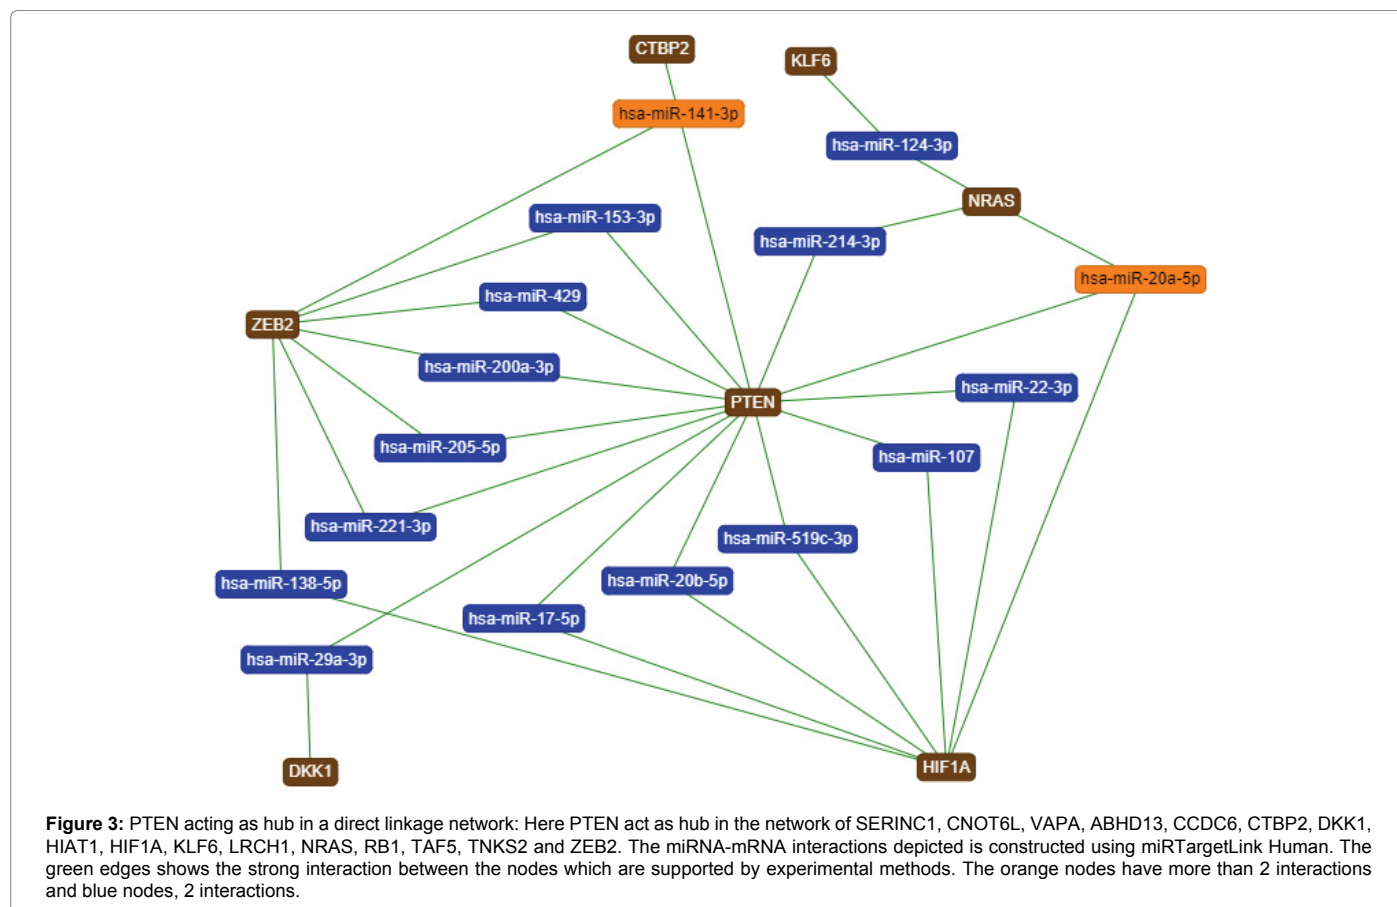 CTBP2
KLF6
hsa-miR-141-3p
hsa-miR-124-3p
NRAS
hsa-miR-153-3p
hsa-miR-214-3p
hsa-miR-20a-5p
hsa-miR-429
ZEB2
hsa-miR-200a-3p
hsa-miR-22-3p
PTEN
hsa-miR-205-5p
hsa-miR-107
hsa-miR-221-3p
hsa-miR-519c-3p
hsa-miR-138-5p
hsa-miR-20b-5p
hsa-miR-17-5p
hsa-miR-29a-3p
DKK1
HIF1A
Figure 3: PTEN acting as hub in a direct linkage network: Here PTEN act as hub in the network of SERINC1, CNOT6L, VAPA, ABHD13, CCDC6, CTBP2, DKK1,
HIAT1, HIF1A, KLF6, LRCH1, NRAS, RB1, TAF5, TNKS2 and ZEB2. The miRNA-mRNA interactions depicted is constructed using miRTargetLink Human. The
green edges shows the strong interaction between the nodes which are supported by experimental methods. The orange nodes have more than 2 interactions
and blue nodes, 2 interactions.